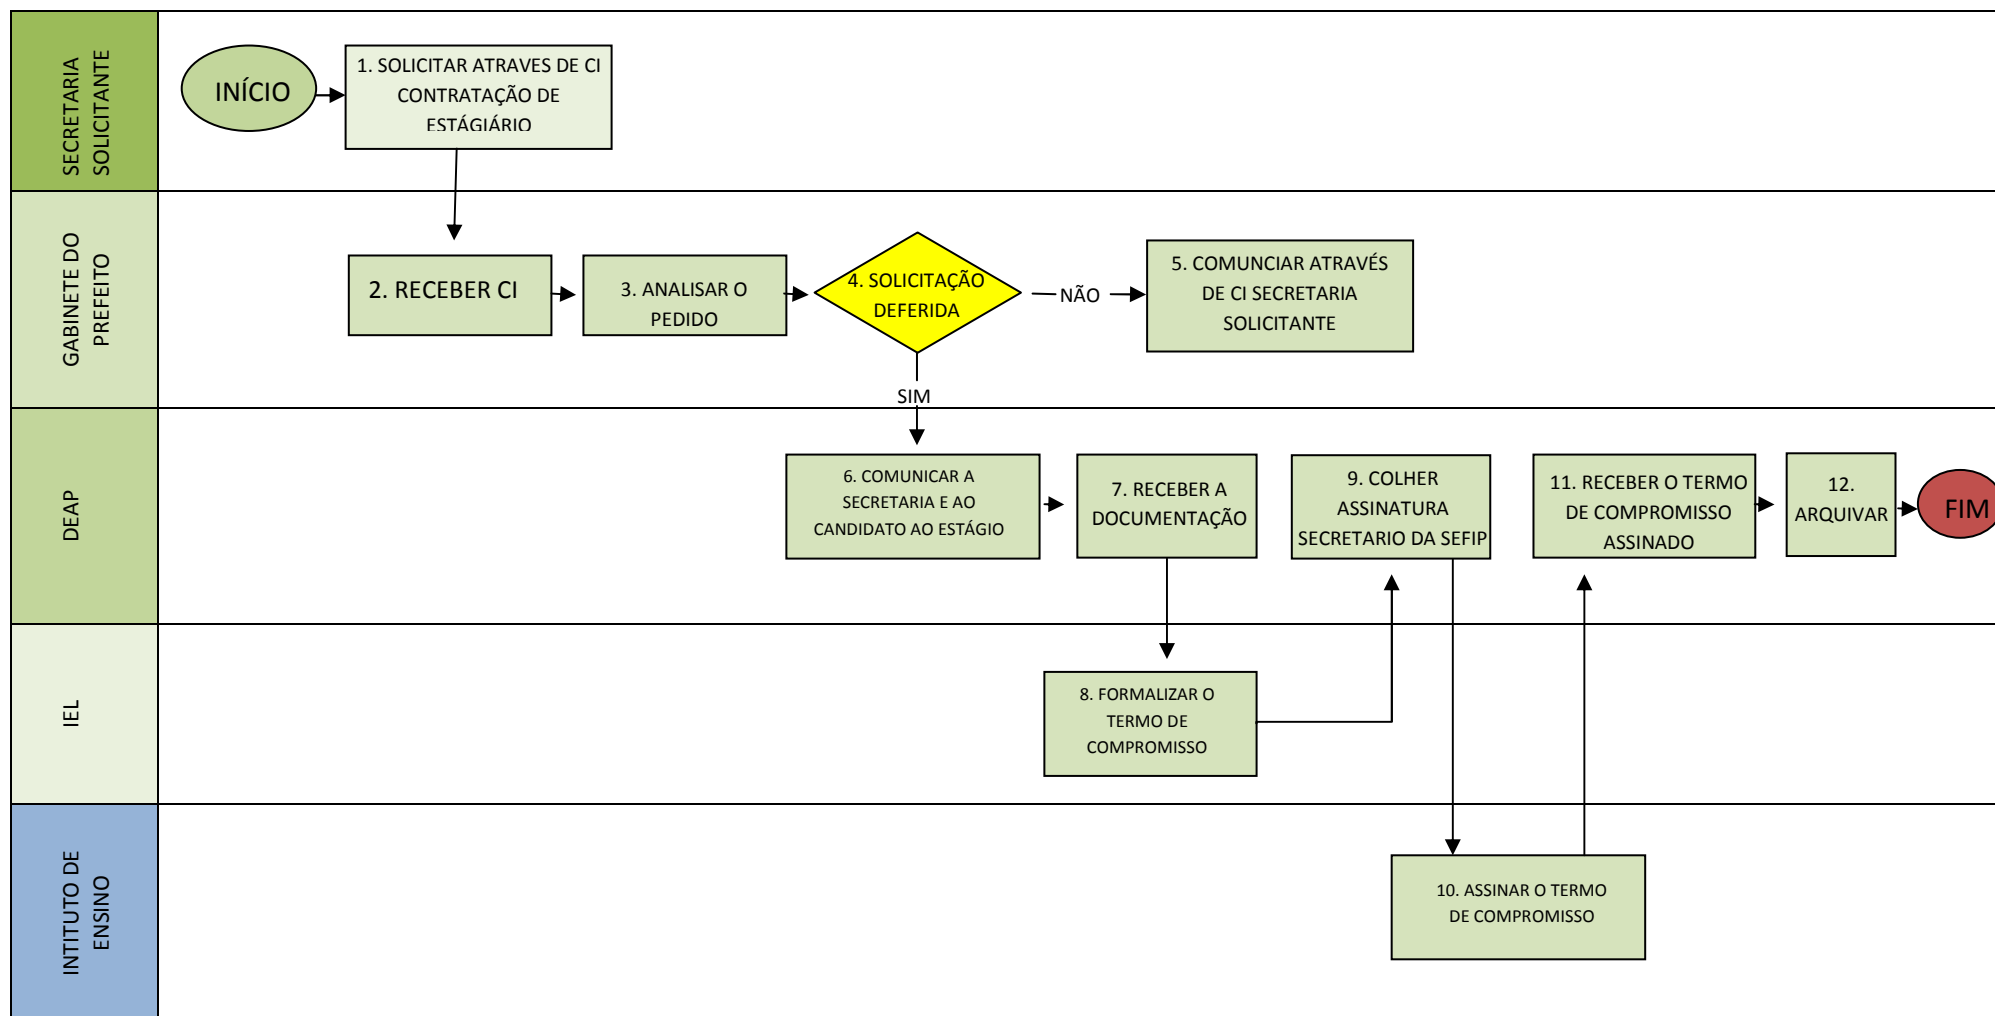 SECRETARIA
SOLICITANTE
INÍCIO
1. SOLICITAR ATRAVES DE CI
CONTRATAÇÃO DE
ESTÁGIÁRIO
GABINETE DO
PREFEITO
2. RECEBER CI
3. ANALISAR O
PEDIDO
4. SOLICITAÇÃO
DEFERIDA
NÃO
5. COMUNCIAR ATRAVÉS
DE CI SECRETARIA
SOLICITANTE
SIM
DEAP
6. COMUNICAR A
SECRETARIA E AO
CANDIDATO AO ESTÁGIO
7. RECEBER A
DOCUMENTAÇÃO
9. COLHER
ASSINATURA
SECRETARIO DA SEFIP
11. RECEBER O TERMO
DE COMPROMISSO
ASSINADO
12.
ARQUIVAR
FIM
IEL
8. FORMALIZAR O
TERMO DE
COMPROMISSO
INTITUTO DE
ENSINO
10. ASSINAR O TERMO
DE COMPROMISSO